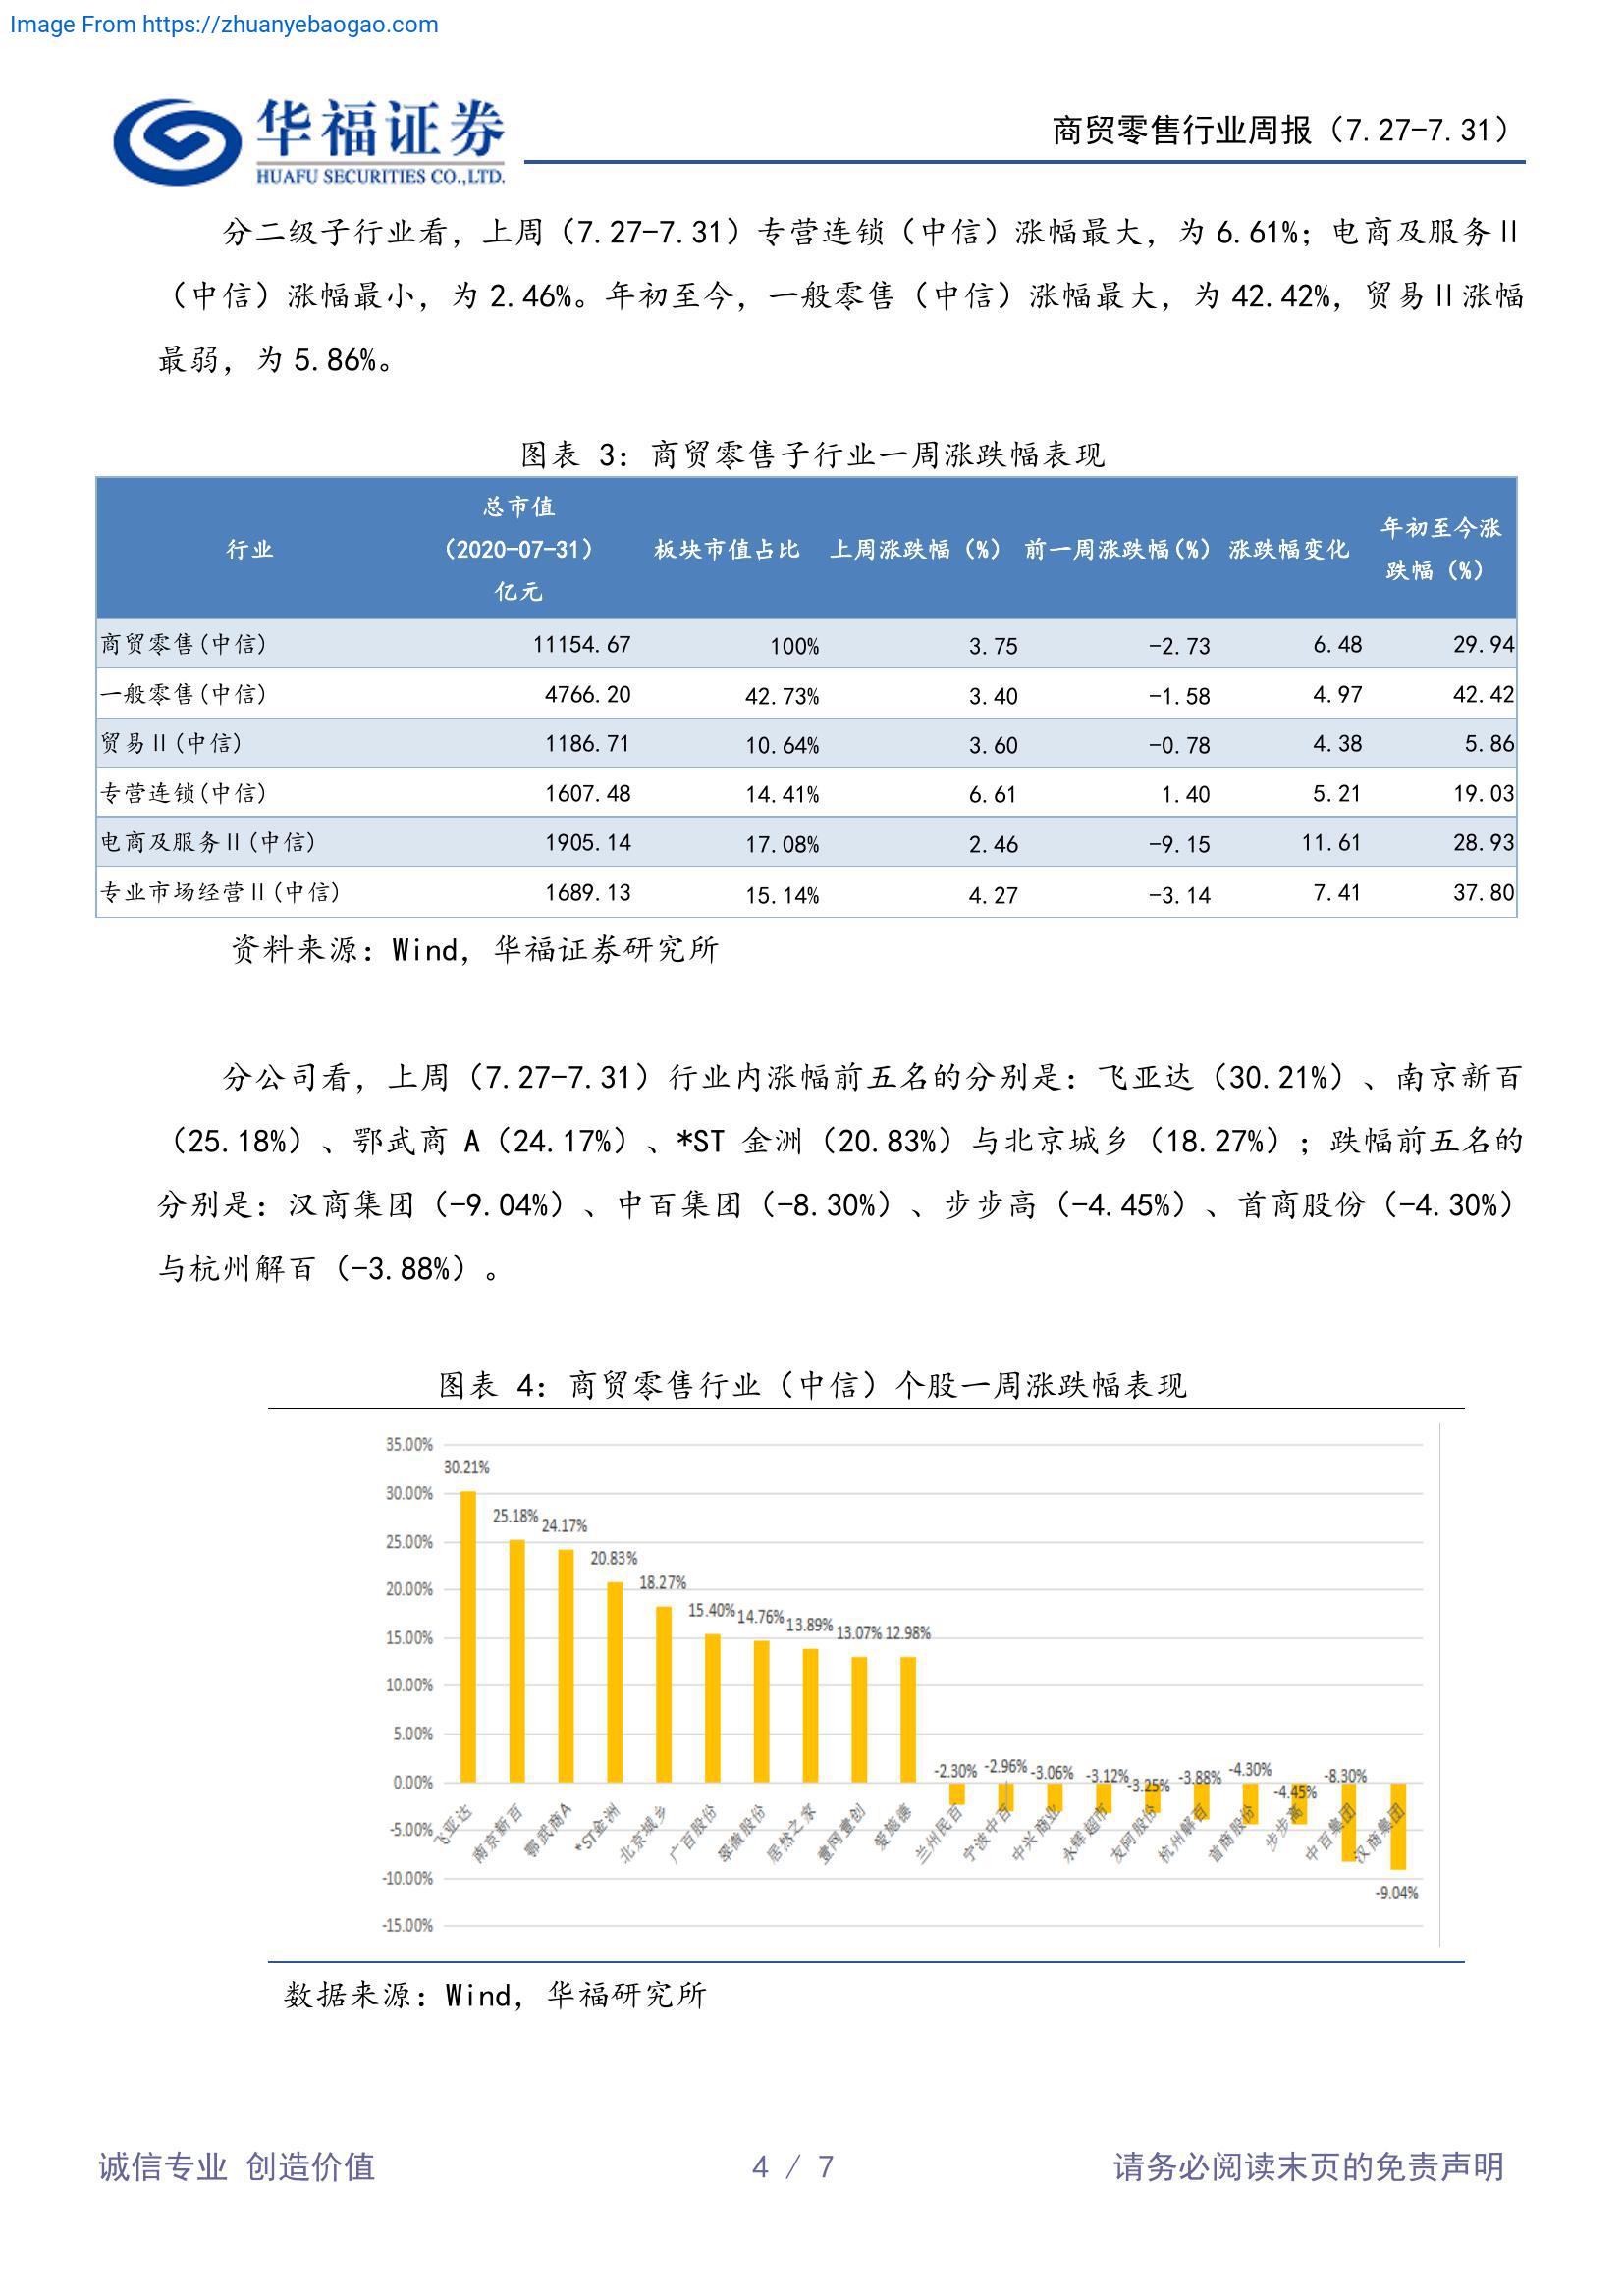 Image From https://zhuanyebaogao.com
华福证券
HUAFU SECURITIES CO.,LTD.
商贸零售行业周报（7.27-7.31）
分二级子行业看，上周（7.27-7.31）专营连锁（中信）涨幅最大，为 6.61%；电商及服务Ⅱ
（中信）涨幅最小，为 2.46%。年初至今，一般零售（中信）涨幅最大，为 42.42%，贸易Ⅱ涨幅
最弱，为 5.86%。
图表 3：商贸零售子行业一周涨跌幅表现
行业 总市值（2020-07-31）亿元 板块市值占比 上周涨跌幅（%） 前一周涨跌幅(%) 涨跌幅变化 年初至今涨跌幅（%）
商贸零售(中信) 11154.67 100% 3.75 -2.73 6.48 29.94
一般零售(中信) 4766.20 42.73% 3.40 -1.58 4.97 42.42
贸易Ⅱ(中信) 1186.71 10.64% 3.60 -0.78 4.38 5.86
专营连锁(中信) 1607.48 14.41% 6.61 1.40 5.21 19.03
电商及服务Ⅱ(中信) 1905.14 17.08% 2.46 -9.15 11.61 28.93
专业市场经营Ⅱ(中信) 1689.13 15.14% 4.27 -3.14 7.41 37.80
资料来源：Wind，华福证券研究所
分公司看，上周（7.27-7.31）行业内涨幅前五名的分别是：飞亚达（30.21%）、南京新百
（25.18%）、鄂武商 A（24.17%）、*ST 金洲（20.83%）与北京城乡（18.27%）；跌幅前五名的
分别是：汉商集团（-9.04%）、中百集团（-8.30%）、步步高（-4.45%）、首商股份（-4.30%）
与杭州解百（-3.88%）。
图表 4：商贸零售行业（中信）个股一周涨跌幅表现
35.00%
30.00%
25.00%
20.00%
15.00%
10.00%
5.00%
0.00%
-5.00%
-10.00%
-15.00%
30.21% 25.18% 24.17% 20.83% 18.27% 15.40% 14.76% 13.89% 13.07% 12.98% -2.30% -2.96% -3.06% -3.12% -3.25% -3.88% -4.30% -4.45% -8.30% -9.04%
飞亚达 南京新百 鄂武商A *ST金洲 北京城乡 广百股份 翠微股份 居然之家 壹网壹创 爱施德 兰州民百 宁波中百 中兴商业 永辉超市 友阿股份 杭州解百 首商股份 步步高 中百集团 汉商集团
数据来源：Wind，华福研究所
诚信专业 创造价值
4 / 7
请务必阅读末页的免责声明